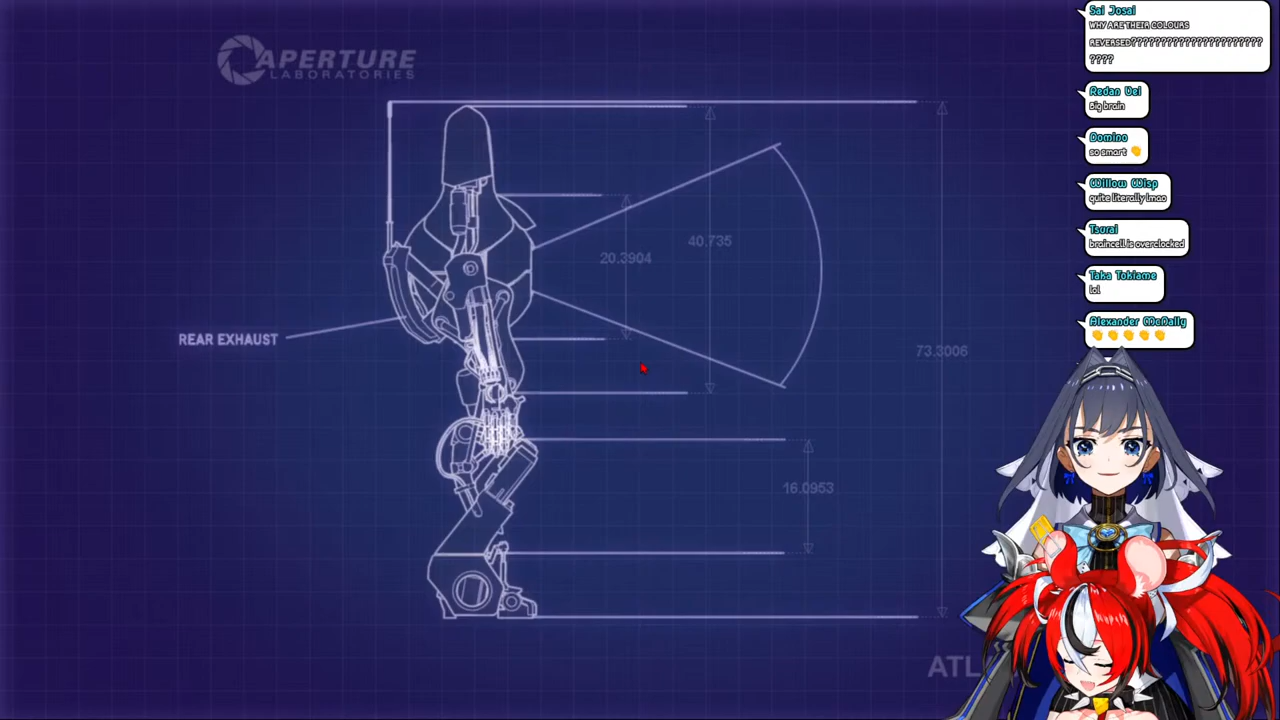 APERTURE
LABORATORIES
REAR EXHAUST
20.3904
40.735
73.3006
16.0953
ATL
Sai Josai
WHY ARE THEIR COLOURS
REVERSED??????????????????????
????
Redan Vei
Big brain
Domino
so smart 👏
Willow Wisp
quite literally lmao
Tsurai
braincell is overclocked
Taka Tokiame
lol
Alexander McNally
👏 👏 👏 👏 👏